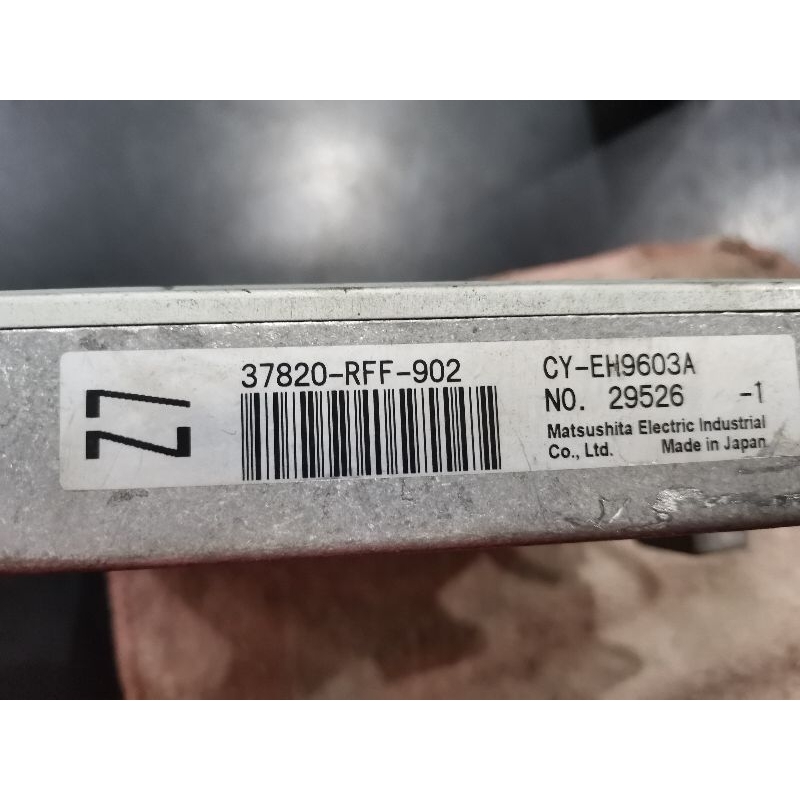 Z7
37820-RFF-902
CY-EH9603A
NO. 29526 -1
Matsushita Electric Industrial
Co., Ltd. Made in Japan